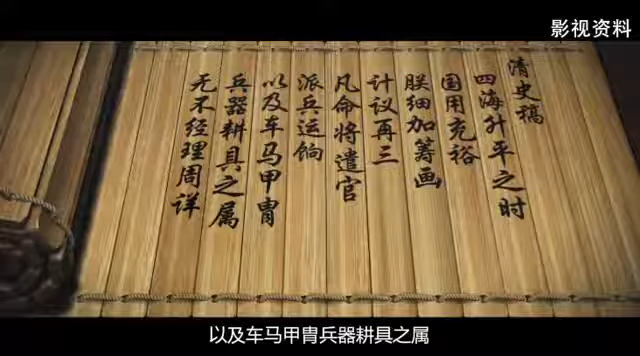 影视资料
清史稿
四海升平之时
国用充裕
朕细加筹画
计议再三
凡命将遣官
派兵运饷
以及车马甲胄
兵器耕具之属
无不经理周详
以及车马甲胄兵器耕具之属